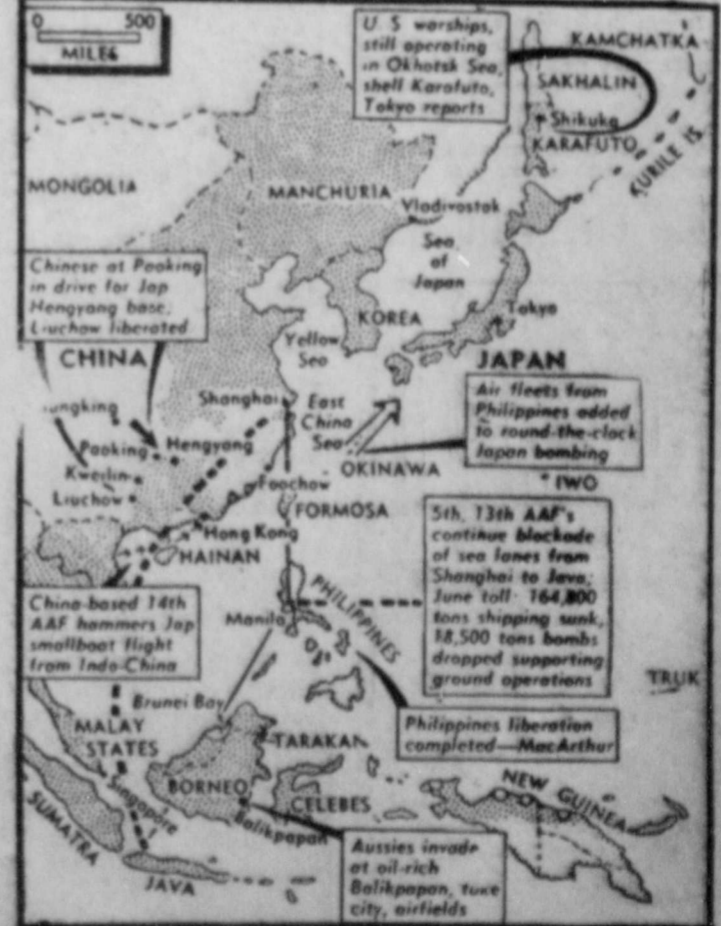 0 500
MILES
U. S warships,
still operating
in Okhotsk Sea,
shell Karafuto,
Tokyo reports
KAMCHATKA
SAKHALIN
Shikuka
KARAFUTO
KURILE IS.
MONGOLIA
MANCHURIA
Vladivostok
Sea
of
Japan
Chinese at Paoking
in drive for Jap
Hengyang base;
Liuchow liberated
KOREA
Tokyo
Yellow
Sea
CHINA
JAPAN
Shanghai
East
China
Sea
Air fleets from
Philippines added
to round-the-clock
Japan bombing
ungking
Paoking
Hengyang
Kweilin
Liuchow
OKINAWA
IWO
Foochow
FORMOSA
Hong Kong
HAINAN
5th, 13th AAF's
continue blockade
of sea lanes from
Shanghai to Java;
June toll: 164,800
tons shipping sunk,
18,500 tons bombs
dropped supporting
ground operations
China-based 14th
AAF hammers Jap
smallboat flight
from Indo-China
Manila
PHILIPPINES
TRUK
Brunei Bay
Philippines liberation
completed—MacArthur
MALAY
STATES
TARAKAN
BORNEO
CELEBES
NEW GUINEA
Singapore
Balikpapan
SUMATRA
JAVA
Aussies invade
at oil-rich
Balikpapan, take
city, airfields